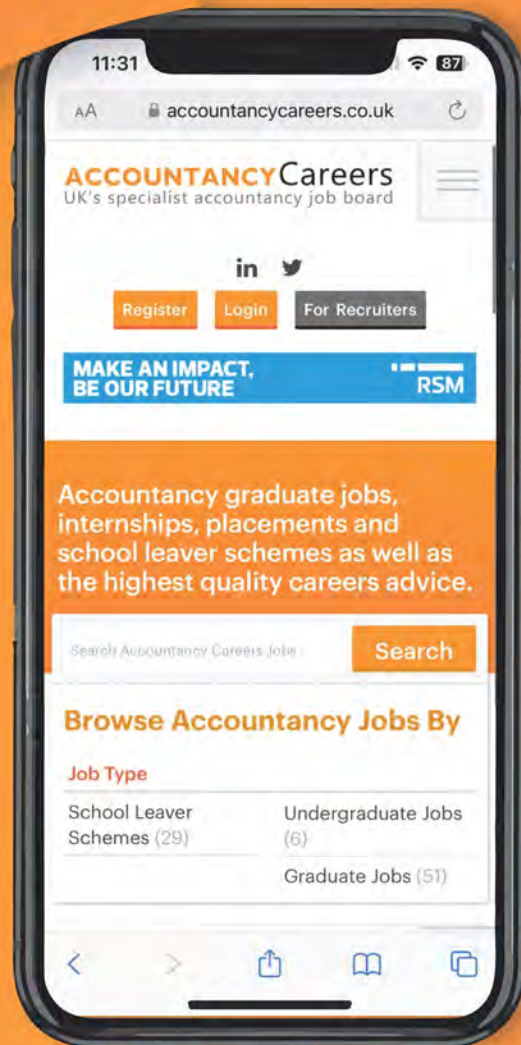 11:31
87
AA accountancycareers.co.uk
ACCOUNTANCYCareers
UK's specialist accountancy job board
in
Register Login For Recruiters
MAKE AN IMPACT,
BE OUR FUTURE
RSM
Accountancy graduate jobs,
internships, placements and
school leaver schemes as well as
the highest quality careers advice.
Search Accountancy Careers Jobs Search
Browse Accountancy Jobs By
Job Type
School Leaver
Schemes (29)
Undergraduate Jobs
(6)
Graduate Jobs (51)